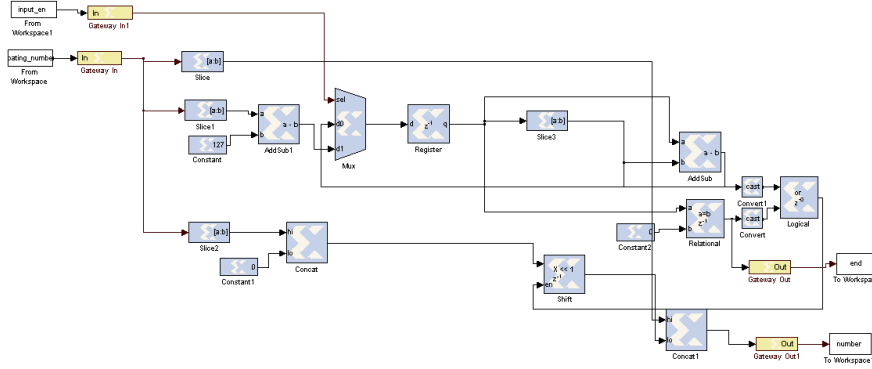 input_en
From
Workspace1
In
Gateway In1
oating_number
From
Workspace
In
Gateway In
[a:b]
Slice
[a:b]
Slice1
127
Constant
a
b
a - b
AddSub1
sel
d0
d1
Mux
d
q
z⁻¹
Register
[a:b]
Slice3
a
b
a - b
AddSub
cast
Convert1
or
Logical
a
b
a=b
z⁻¹
Relational
cast
Convert
0
Constant2
[a:b]
Slice2
0
Constant1
hi
lo
Concat
X << 1
z⁻¹
en
Shift
Out
Gateway Out
end
To Workspa
hi
lo
Concat1
Out
Gateway Out1
number
To Workspace